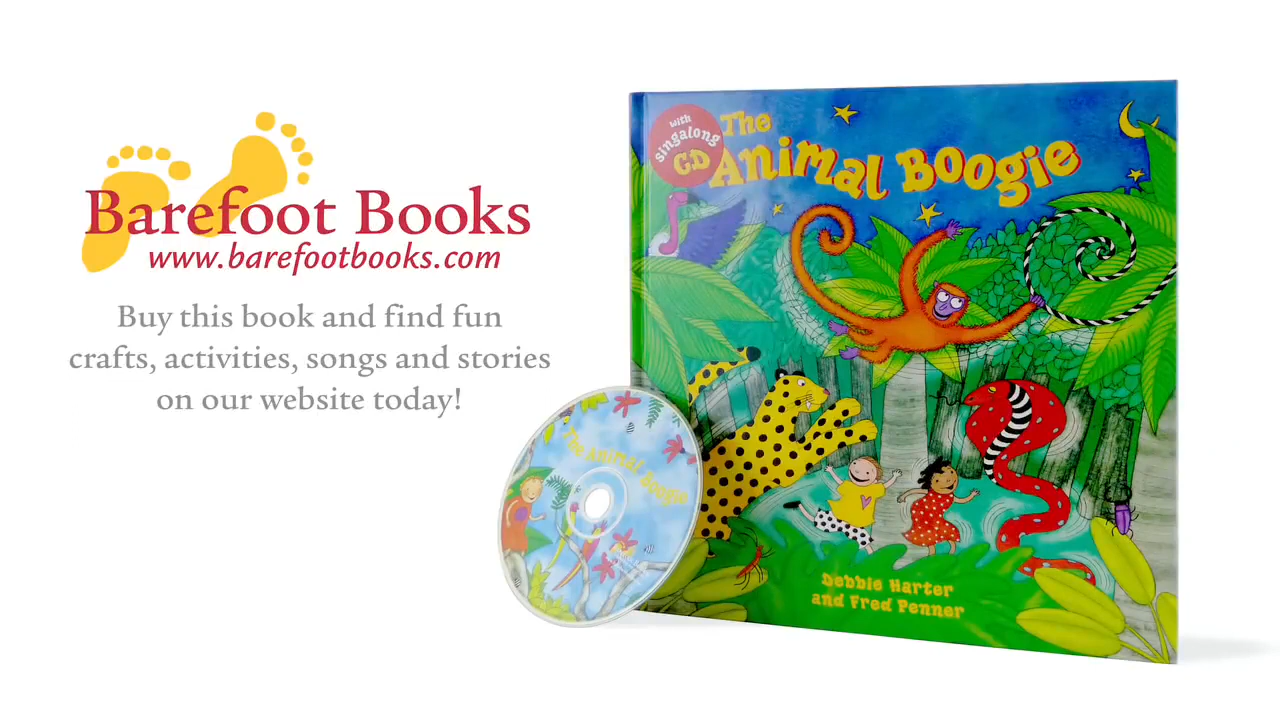 Barefoot Books
www.barefootbooks.com
Buy this book and find fun
crafts, activities, songs and stories
on our website today!
with
singalong
CD
The
Animal Boogie
The Animal Boogie
Debbie Harter
and Fred Penner